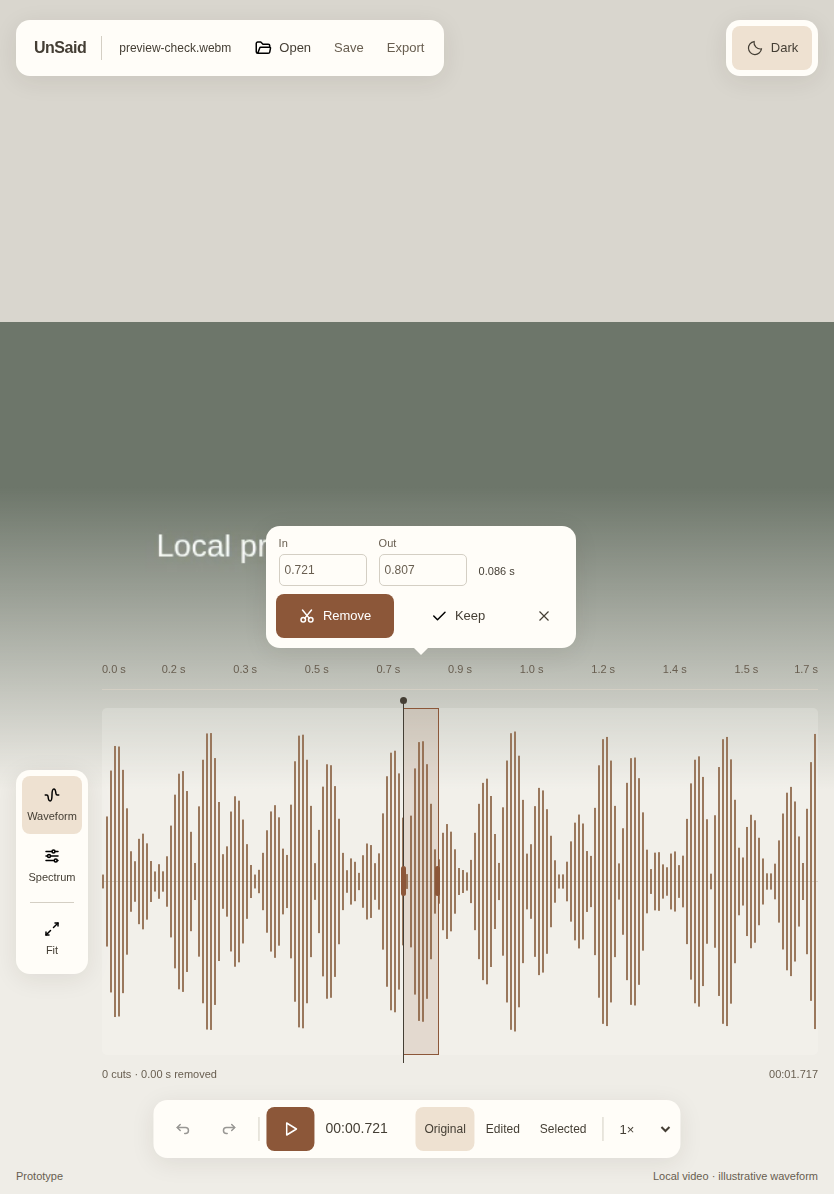 UnSaid preview-check.webm Open Save Export Dark
Local pr
In Out
0.721 0.807 0.086 s
Remove Keep
0.0 s 0.2 s 0.3 s 0.5 s 0.7 s 0.9 s 1.0 s 1.2 s 1.4 s 1.5 s 1.7 s
Waveform
Spectrum
Fit
0 cuts · 0.00 s removed 00:01.717
00:00.721 Original Edited Selected 1×
Prototype Local video · illustrative waveform